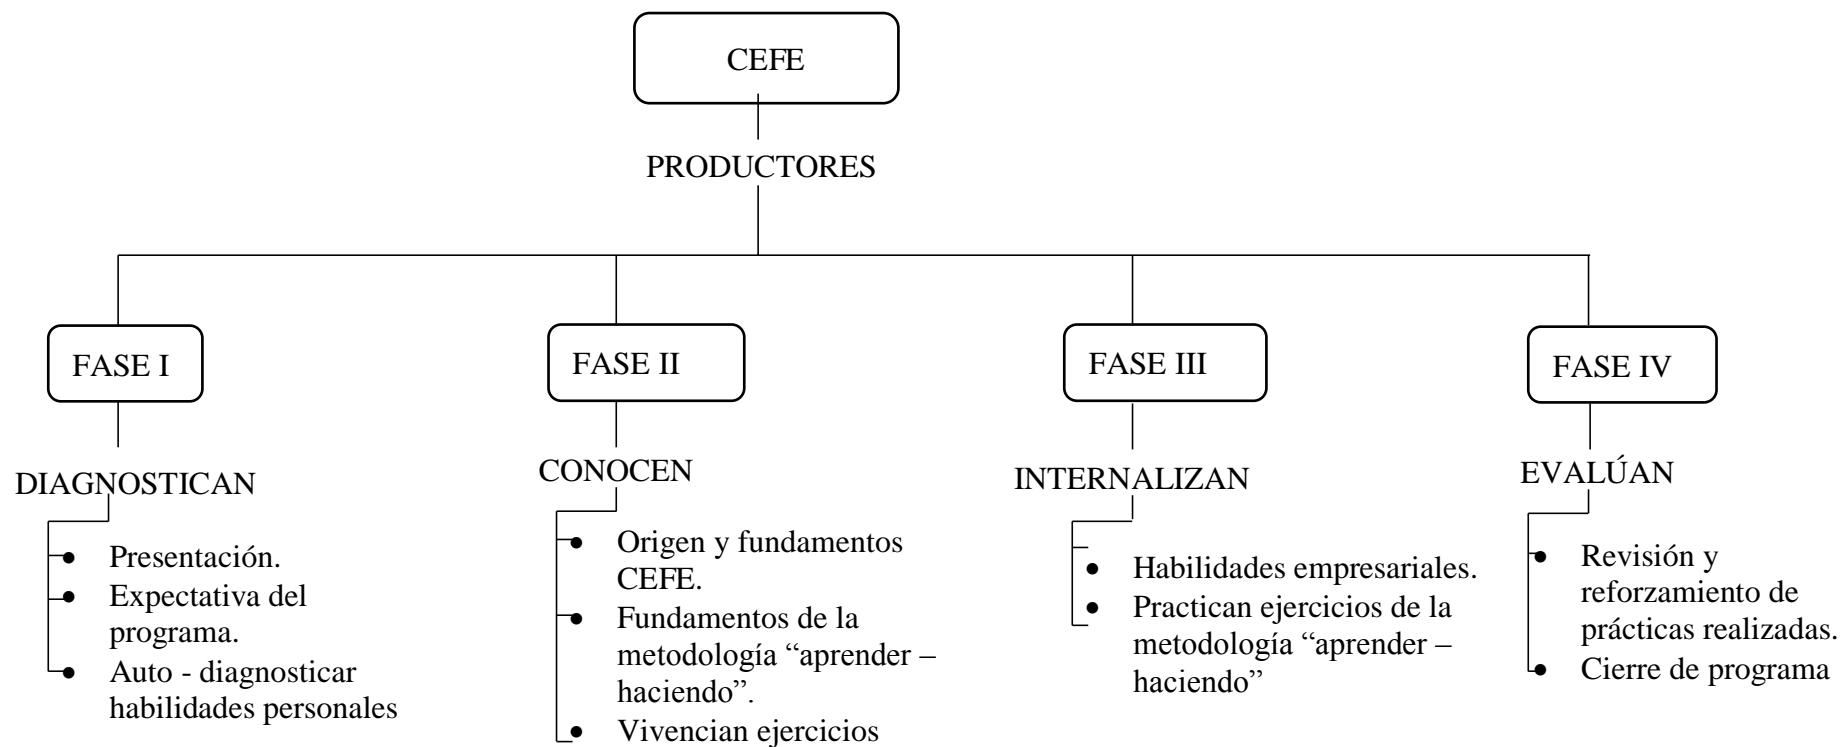 CEFE
PRODUCTORES
FASE I
DIAGNOSTICAN
• Presentación.
• Expectativa del
programa.
• Auto - diagnosticar
habilidades personales
FASE II
CONOCEN
• Origen y fundamentos
CEFE.
• Fundamentos de la
metodología “aprender –
haciendo”.
• Vivencian ejercicios
FASE III
INTERNALIZAN
• Habilidades empresariales.
• Practican ejercicios de la
metodología “aprender –
haciendo”
FASE IV
EVALÚAN
• Revisión y
reforzamiento de
prácticas realizadas.
• Cierre de programa